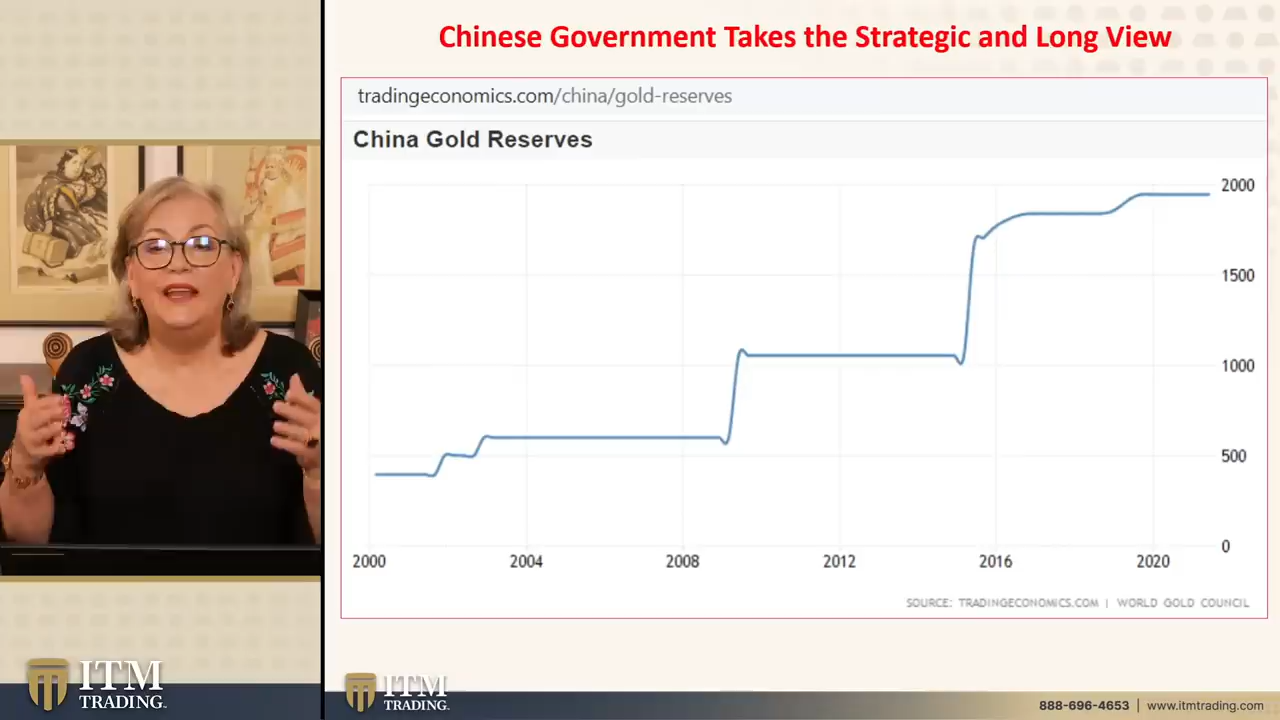 Chinese Government Takes the Strategic and Long View
tradingeconomics.com/china/gold-reserves
China Gold Reserves
2000
1500
1000
500
0
2000 2004 2008 2012 2016 2020
SOURCE: TRADINGECONOMICS.COM | WORLD GOLD COUNCIL
ITM
TRADING.
ITM
TRADING.
888-696-4653 | www.itmtrading.com